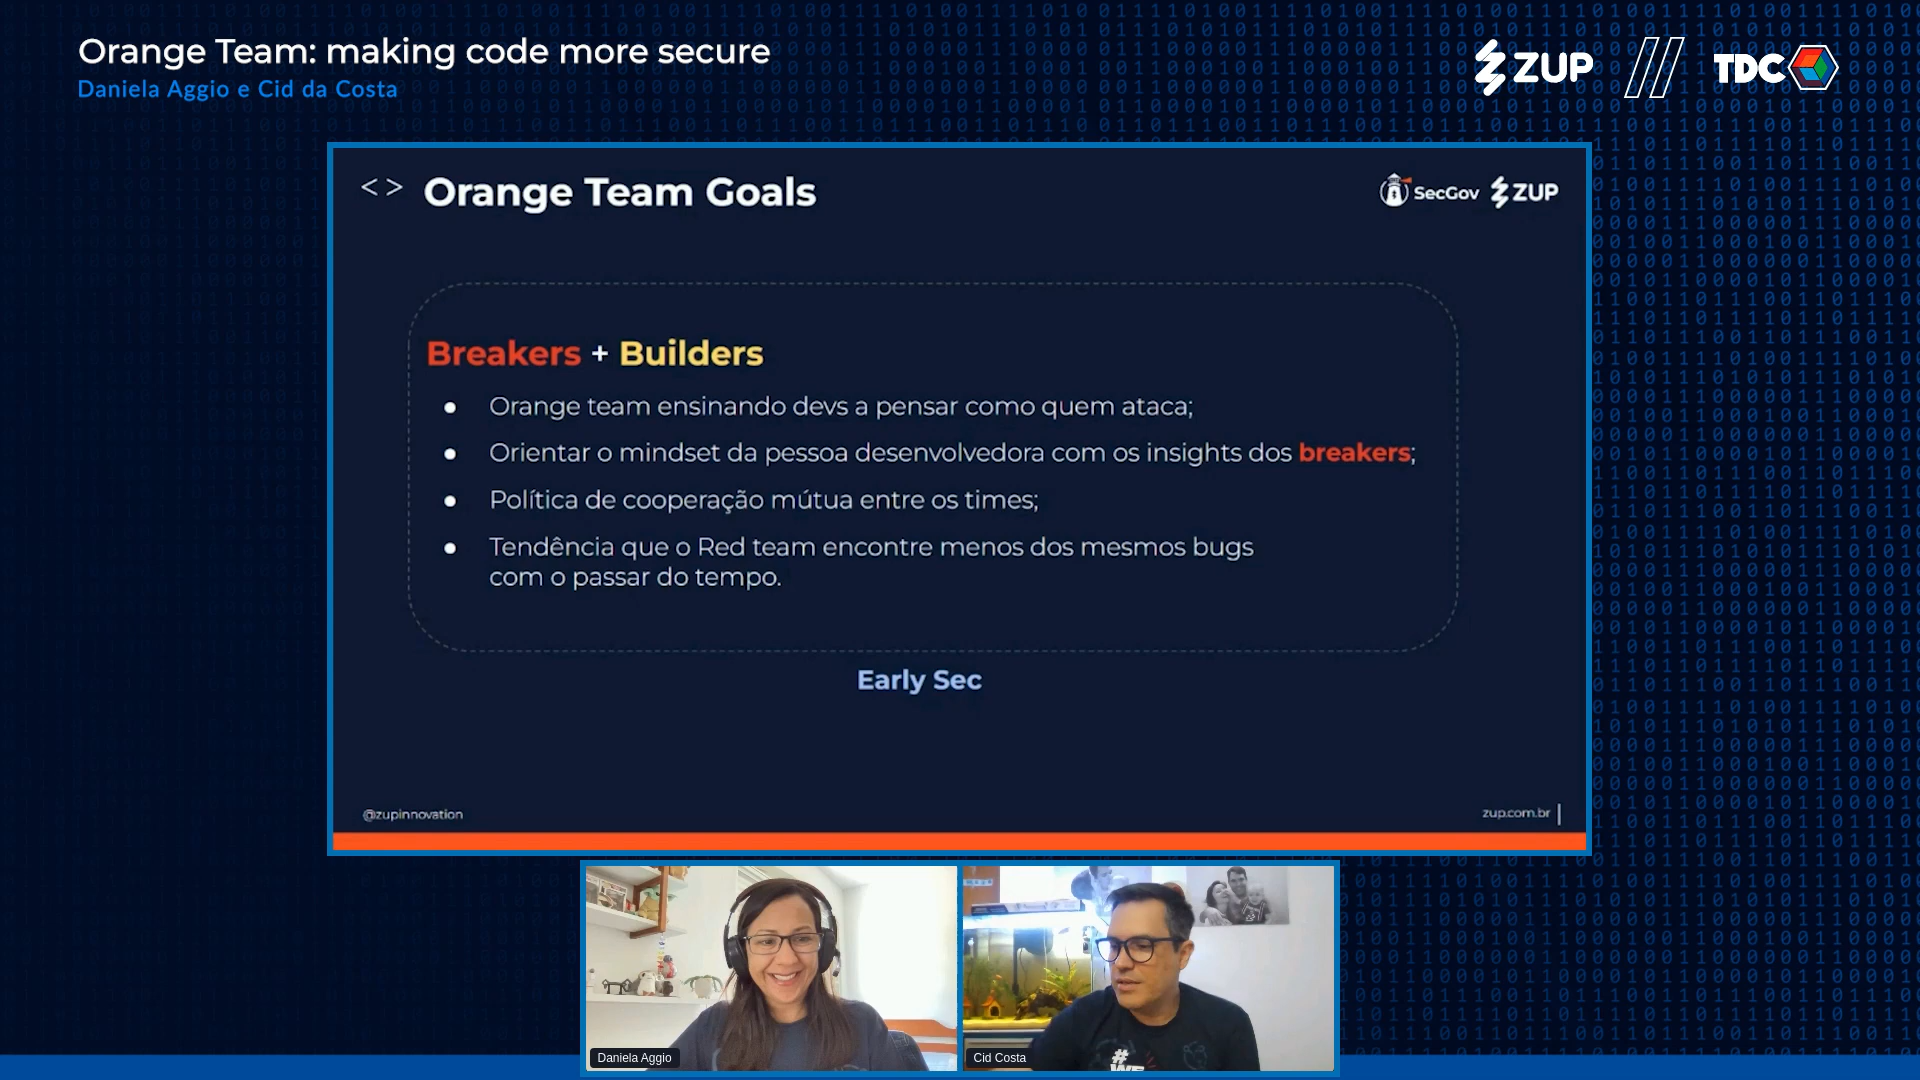 Orange Team: making code more secure
Daniela Aggio e Cid da Costa
ZUP
TDC
< > Orange Team Goals
SecGov ZUP
Breakers + Builders
● Orange team ensinando devs a pensar como quem ataca;
● Orientar o mindset da pessoa desenvolvedora com os insights dos breakers;
● Política de cooperação mútua entre os times;
● Tendência que o Red team encontre menos dos mesmos bugs
com o passar do tempo.
Early Sec
@zupinnovation
zup.com.br
Daniela Aggio
Cid Costa
#
WE